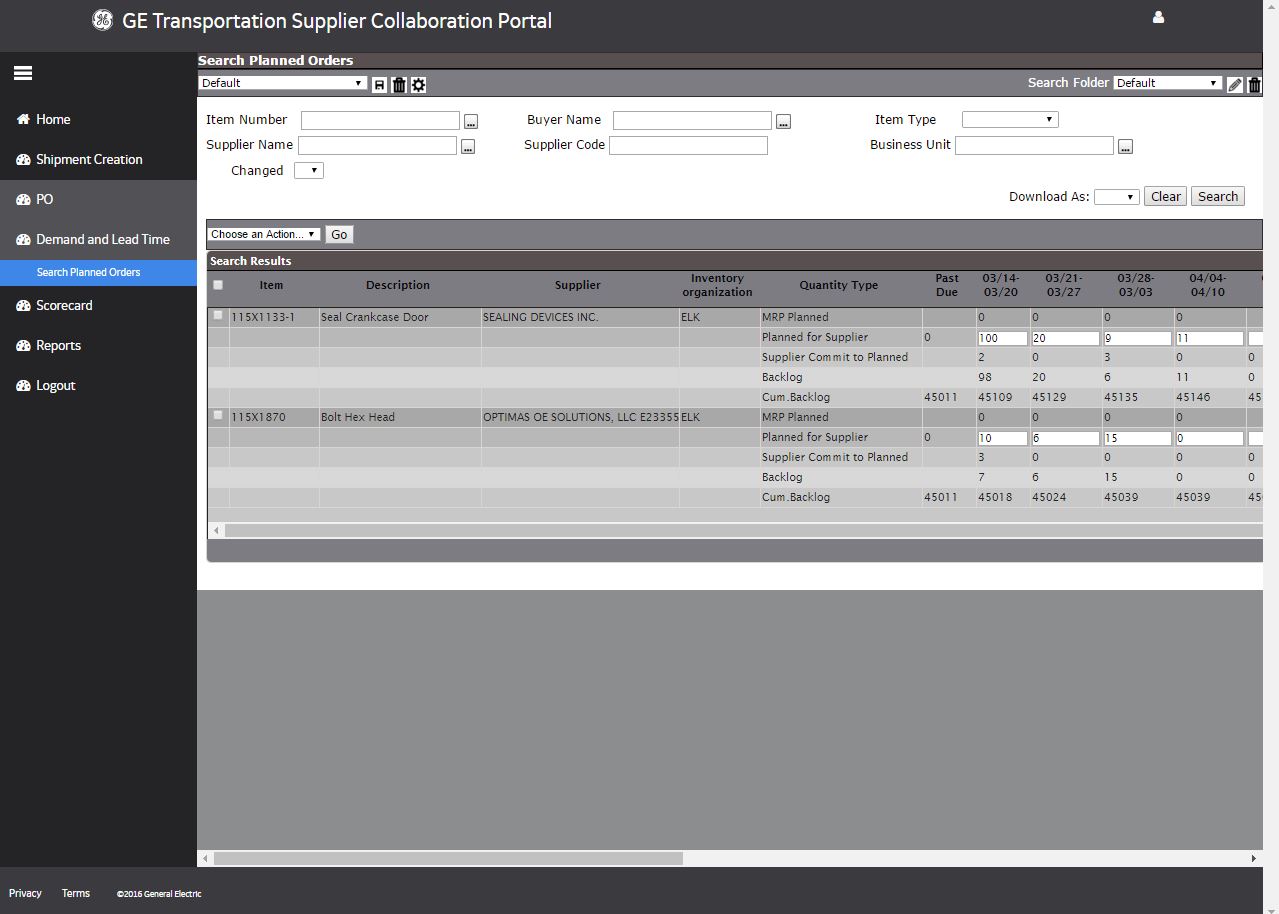 GE Transportation Supplier Collaboration Portal
Search Planned Orders
Default Search Folder Default
Home
Shipment Creation
PO
Demand and Lead Time
Search Planned Orders
Scorecard
Reports
Logout
Item Number ... Buyer Name ... Item Type
Supplier Name ... Supplier Code Business Unit ...
Changed
Download As: Clear Search
Choose an Action... Go
Search Results
Item Description Supplier Inventory organization Quantity Type Past Due 03/14-03/20 03/21-03/27 03/28-03/03 04/04-04/10
115X1133-1 Seal Crankcase Door SEALING DEVICES INC. ELK MRP Planned 0 0 0 0
Planned for Supplier 0 100 20 9 11
Supplier Commit to Planned 2 0 3 0 0
Backlog 98 20 6 11 0
Cum.Backlog 45011 45109 45129 45135 45146 45
115X1870 Bolt Hex Head OPTIMAS OE SOLUTIONS, LLC E23355 ELK MRP Planned 0 0 0 0
Planned for Supplier 0 10 6 15 0
Supplier Commit to Planned 3 0 0 0 0
Backlog 7 6 15 0 0
Cum.Backlog 45011 45018 45024 45039 45039 45
Privacy Terms ©2016 General Electric